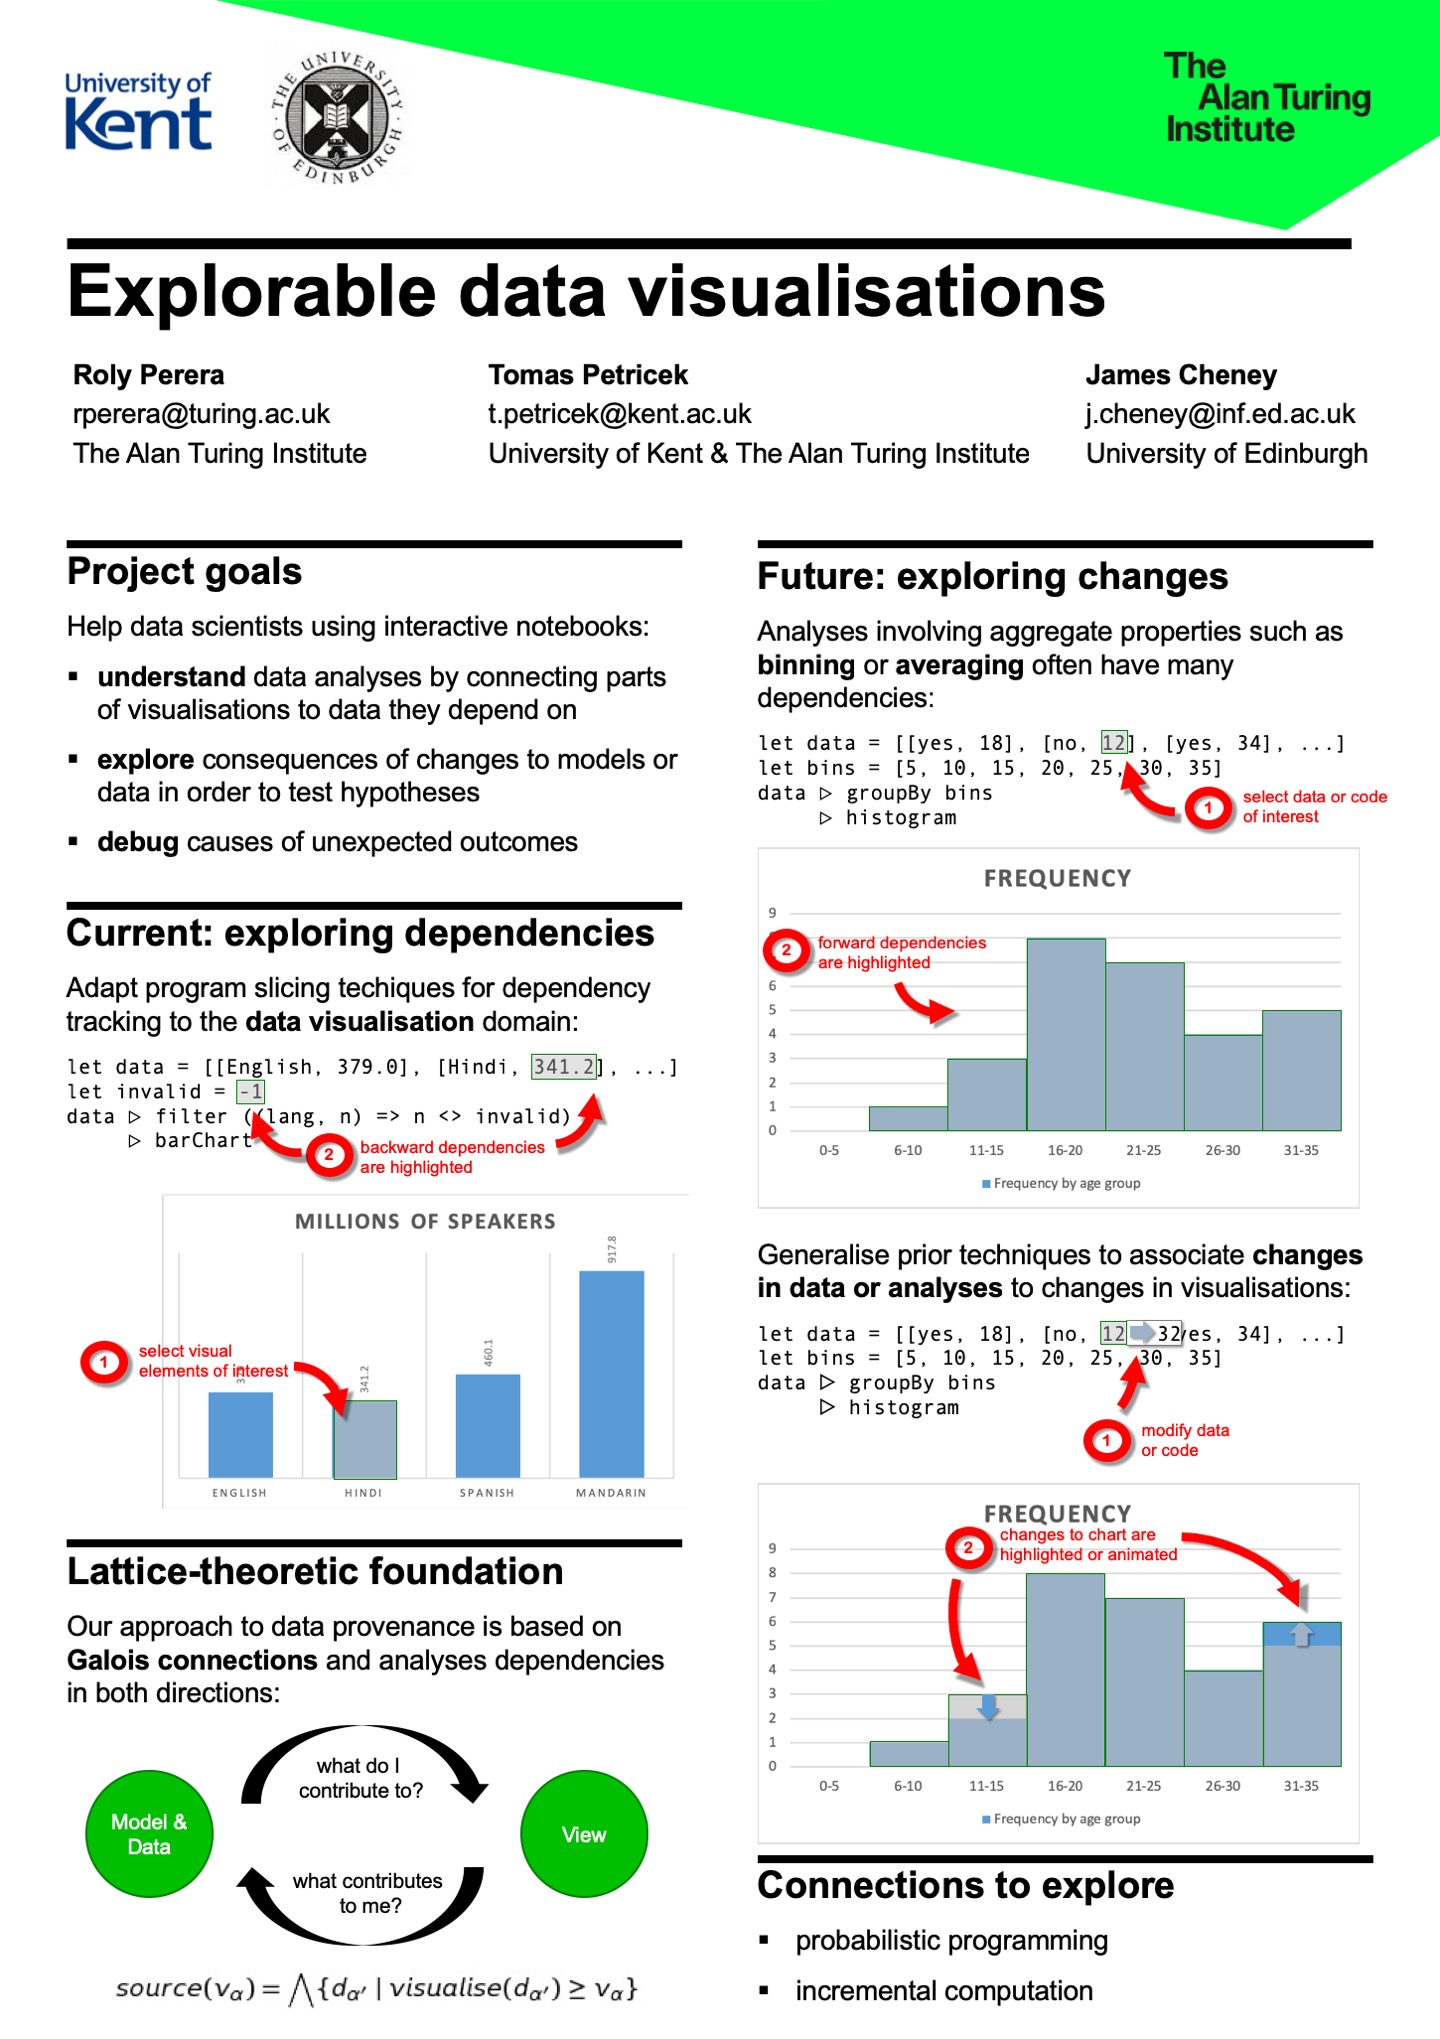 University of
Kent
THE UNIVERSITY OF EDINBURGH
The
Alan Turing
Institute
Explorable data visualisations
Roly Perera
rperera@turing.ac.uk
The Alan Turing Institute
Tomas Petricek
t.petricek@kent.ac.uk
University of Kent & The Alan Turing Institute
James Cheney
j.cheney@inf.ed.ac.uk
University of Edinburgh
Project goals
Help data scientists using interactive notebooks:
▪ understand data analyses by connecting parts
of visualisations to data they depend on
▪ explore consequences of changes to models or
data in order to test hypotheses
▪ debug causes of unexpected outcomes
Current: exploring dependencies
Adapt program slicing techiques for dependency
tracking to the data visualisation domain:
let data = [[English, 379.0], [Hindi, 341.2], ...]
let invalid = -1
data ▷ filter ((lang, n) => n <> invalid)
▷ barChart
2
backward dependencies
are highlighted
MILLIONS OF SPEAKERS
1
select visual
elements of interest
341.2
460.1
917.8
ENGLISH
HINDI
SPANISH
MANDARIN
Lattice-theoretic foundation
Our approach to data provenance is based on
Galois connections and analyses dependencies
in both directions:
what do I
contribute to?
Model &
Data
View
what contributes
to me?
source(vα) = ⋀{dα′ | visualise(dα′) ≥ vα}
Future: exploring changes
Analyses involving aggregate properties such as
binning or averaging often have many
dependencies:
let data = [[yes, 18], [no, 12], [yes, 34], ...]
let bins = [5, 10, 15, 20, 25, 30, 35]
data ▷ groupBy bins
▷ histogram
1
select data or code
of interest
FREQUENCY
9
2
forward dependencies
are highlighted
6
5
4
3
2
1
0
0-5
6-10
11-15
16-20
21-25
26-30
31-35
Frequency by age group
Generalise prior techniques to associate changes
in data or analyses to changes in visualisations:
let data = [[yes, 18], [no, 12 32yes, 34], ...]
let bins = [5, 10, 15, 20, 25, 30, 35]
data ▷ groupBy bins
▷ histogram
1
modify data
or code
FREQUENCY
2
changes to chart are
highlighted or animated
9
8
7
6
5
4
3
2
1
0
0-5
6-10
11-15
16-20
21-25
26-30
31-35
Frequency by age group
Connections to explore
▪ probabilistic programming
▪ incremental computation